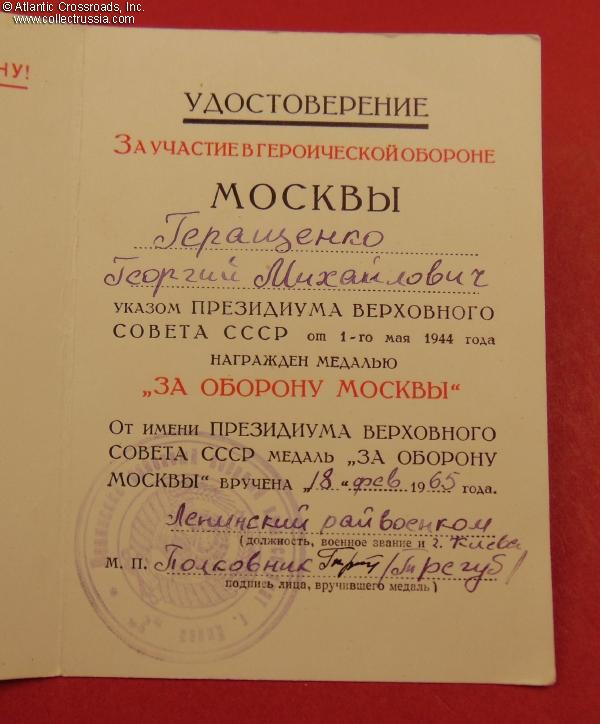 © Atlantic Crossroads, Inc.
www.collectrussia.com
НУ!
УДОСТОВЕРЕНИЕ
ЗА УЧАСТИЕ В ГЕРОИЧЕСКОЙ ОБОРОНЕ
МОСКВЫ
Геращенко
Георгий Михайлович
УКАЗОМ ПРЕЗИДИУМА ВЕРХОВНОГО
СОВЕТА СССР от 1-го мая 1944 года
НАГРАЖДЕН МЕДАЛЬЮ
„ЗА ОБОРОНУ МОСКВЫ“
ОТ ИМЕНИ ПРЕЗИДИУМА ВЕРХОВНОГО
СОВЕТА СССР МЕДАЛЬ „ЗА ОБОРОНУ
МОСКВЫ“ ВРУЧЕНА „18“ фев 1965 года.
Ленинский райвоенком
(должность, военное звание и г. Киева
М. П. Полковник
подпись лица, вручившего медаль)